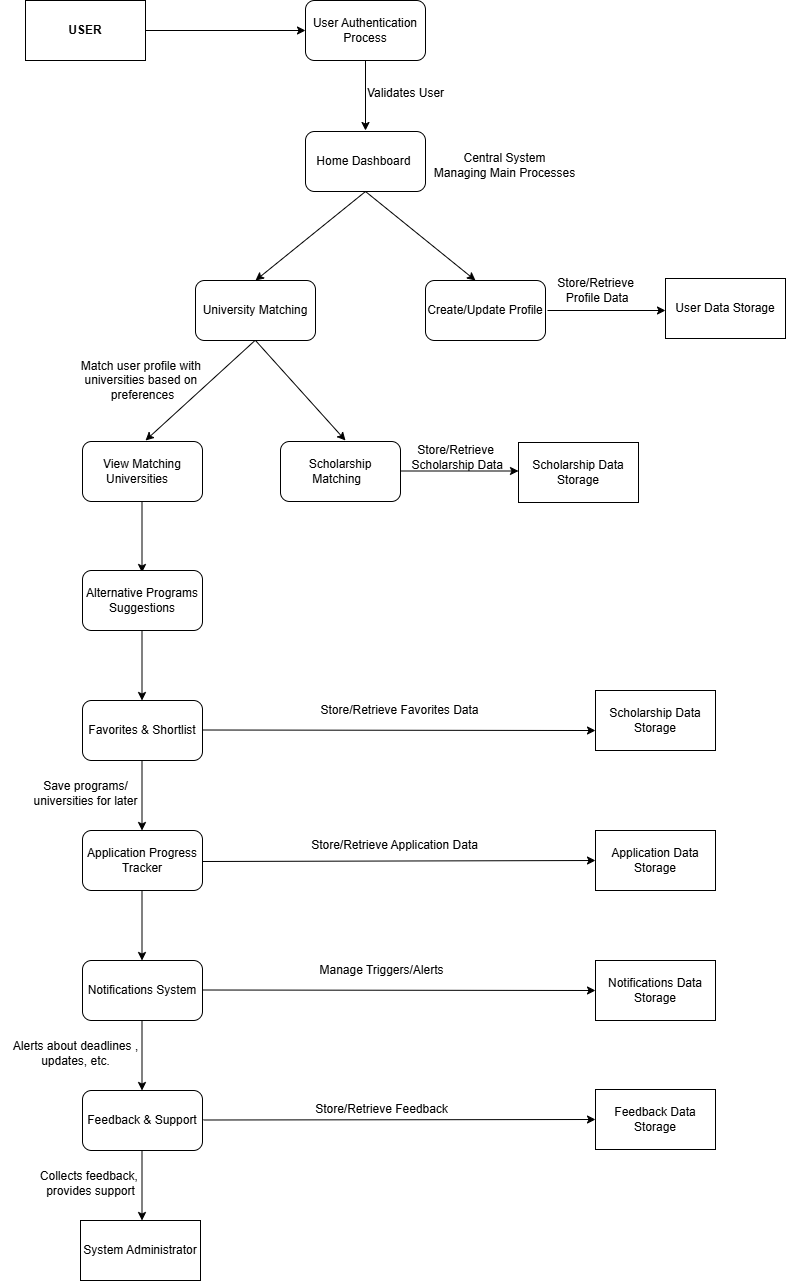 USER
User Authentication
Process
Validates User
Home Dashboard
Central System
Managing Main Processes
University Matching
Create/Update Profile
Store/Retrieve
Profile Data
User Data Storage
Match user profile with
universities based on
preferences
View Matching
Universities
Scholarship
Matching
Store/Retrieve
Scholarship Data
Scholarship Data
Storage
Alternative Programs
Suggestions
Favorites & Shortlist
Store/Retrieve Favorites Data
Scholarship Data
Storage
Save programs/
universities for later
Application Progress
Tracker
Store/Retrieve Application Data
Application Data
Storage
Notifications System
Manage Triggers/Alerts
Notifications Data
Storage
Alerts about deadlines ,
updates, etc.
Feedback & Support
Store/Retrieve Feedback
Feedback Data
Storage
Collects feedback,
provides support
System Administrator